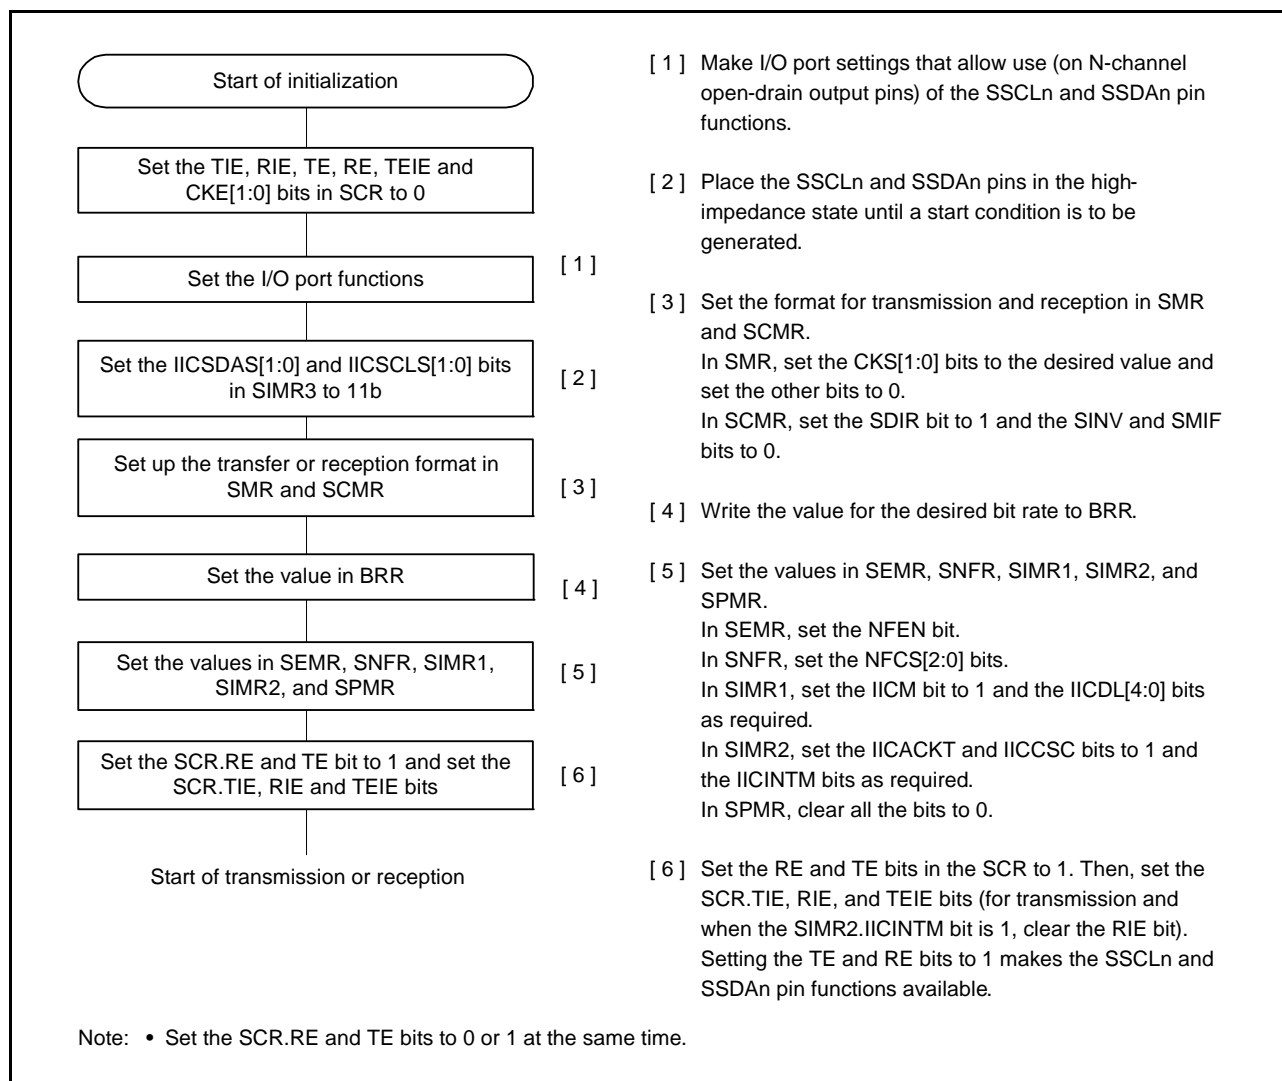 Start of initialization
Set the TIE, RIE, TE, RE, TEIE and
CKE[1:0] bits in SCR to 0
Set the I/O port functions
[ 1 ]
Set the IICSDAS[1:0] and IICSCLS[1:0] bits
in SIMR3 to 11b
[ 2 ]
Set up the transfer or reception format in
SMR and SCMR
[ 3 ]
Set the value in BRR
[ 4 ]
Set the values in SEMR, SNFR, SIMR1,
SIMR2, and SPMR
[ 5 ]
Set the SCR.RE and TE bit to 1 and set the
SCR.TIE, RIE and TEIE bits
[ 6 ]
Start of transmission or reception
[ 1 ] Make I/O port settings that allow use (on N-channel
open-drain output pins) of the SSCLn and SSDAn pin
functions.
[ 2 ] Place the SSCLn and SSDAn pins in the high-
impedance state until a start condition is to be
generated.
[ 3 ] Set the format for transmission and reception in SMR
and SCMR.
In SMR, set the CKS[1:0] bits to the desired value and
set the other bits to 0.
In SCMR, set the SDIR bit to 1 and the SINV and SMIF
bits to 0.
[ 4 ] Write the value for the desired bit rate to BRR.
[ 5 ] Set the values in SEMR, SNFR, SIMR1, SIMR2, and
SPMR.
In SEMR, set the NFEN bit.
In SNFR, set the NFCS[2:0] bits.
In SIMR1, set the IICM bit to 1 and the IICDL[4:0] bits
as required.
In SIMR2, set the IICACKT and IICCSC bits to 1 and
the IICINTM bits as required.
In SPMR, clear all the bits to 0.
[ 6 ] Set the RE and TE bits in the SCR to 1. Then, set the
SCR.TIE, RIE, and TEIE bits (for transmission and
when the SIMR2.IICINTM bit is 1, clear the RIE bit).
Setting the TE and RE bits to 1 makes the SSCLn and
SSDAn pin functions available.
Note: • Set the SCR.RE and TE bits to 0 or 1 at the same time.